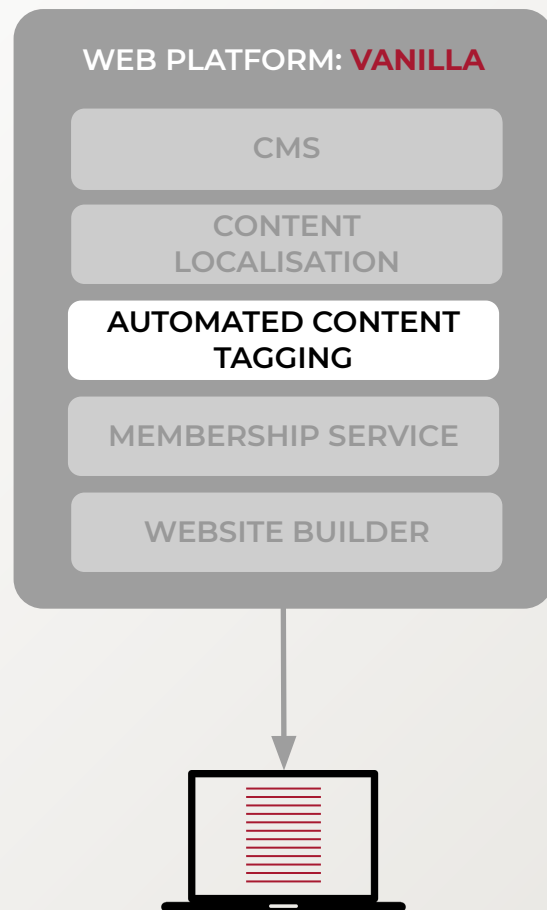 WEB PLATFORM: VANILLA
CMS
CONTENT
LOCALISATION
AUTOMATED CONTENT
TAGGING
MEMBERSHIP SERVICE
WEBSITE BUILDER